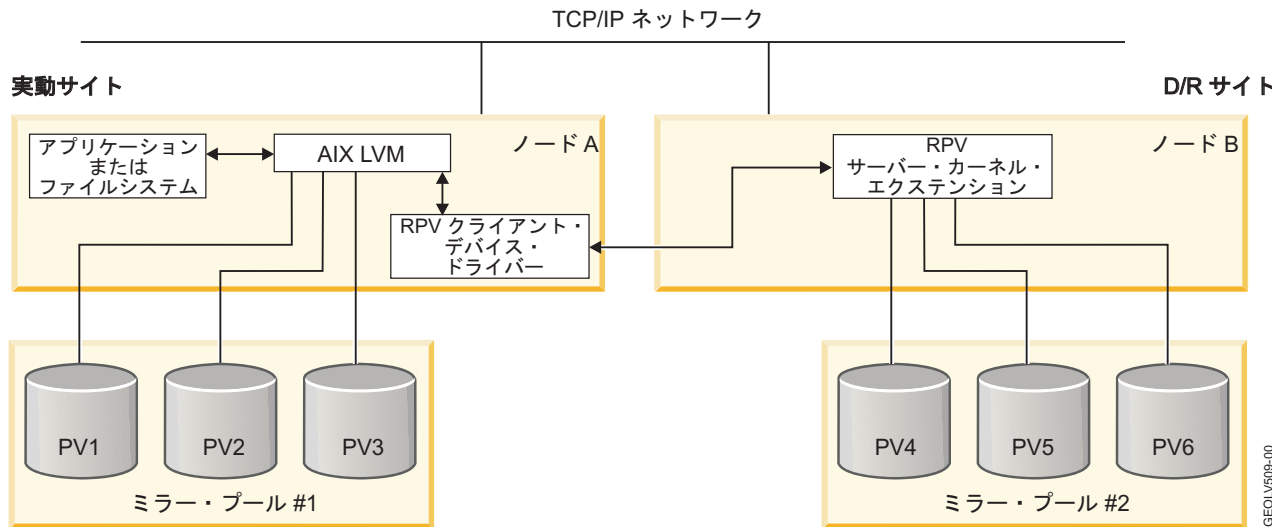 TCP/IP ネットワーク
実動サイト
D/R サイト
アプリケーション
または
ファイルシステム
AIX LVM
ノード A
RPV クライアント・
デバイス・
ドライバー
RPV
サーバー・カーネル・
エクステンション
ノード B
PV1
PV2
PV3
ミラー・プール #1
PV4
PV5
PV6
ミラー・プール #2
GEOLV509-00